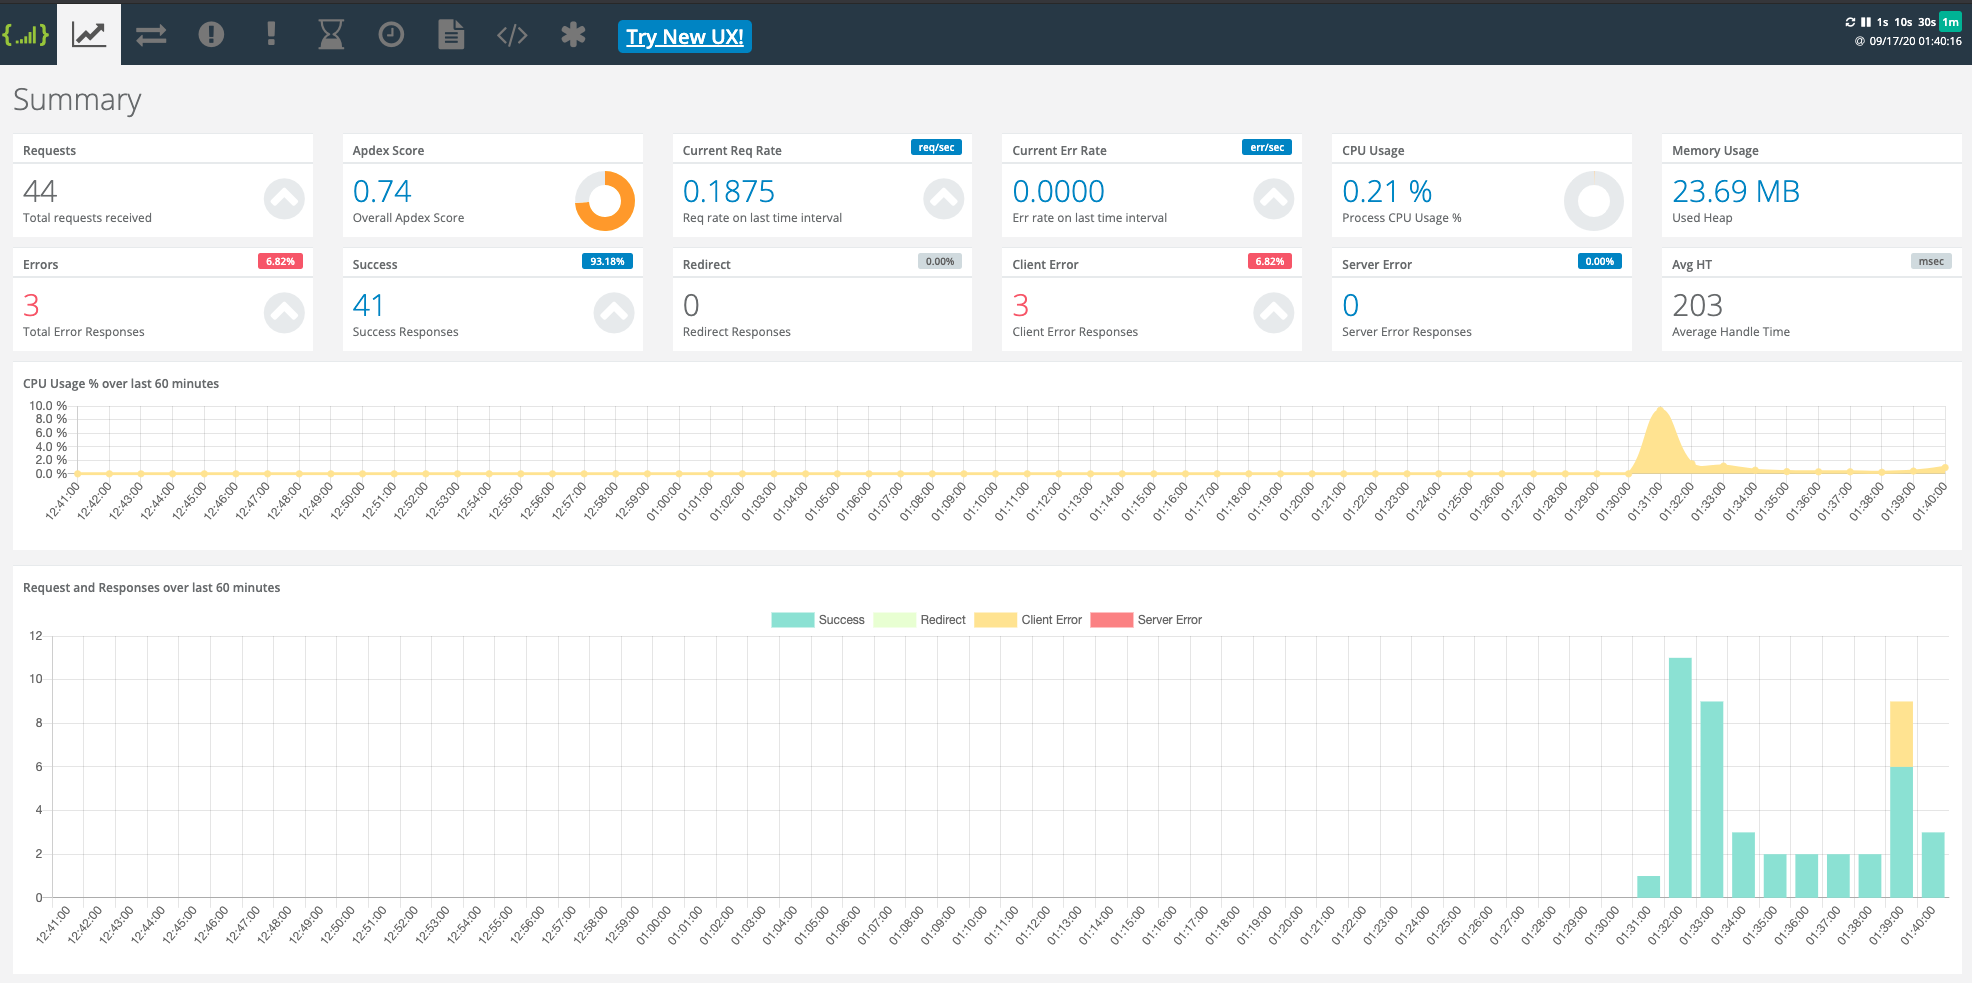 Try New UX!
1s 10s 30s 1m
@ 09/17/20 01:40:16
Summary
Requests
44
Total requests received
Apdex Score
0.74
Overall Apdex Score
Current Req Rate
req/sec
0.1875
Req rate on last time interval
Current Err Rate
err/sec
0.0000
Err rate on last time interval
CPU Usage
0.21 %
Process CPU Usage %
Memory Usage
23.69 MB
Used Heap
Errors
6.82%
3
Total Error Responses
Success
93.18%
41
Success Responses
Redirect
0.00%
0
Redirect Responses
Client Error
6.82%
3
Client Error Responses
Server Error
0.00%
0
Server Error Responses
Avg HT
msec
203
Average Handle Time
CPU Usage % over last 60 minutes
10.0 %
8.0 %
6.0 %
4.0 %
2.0 %
0.0 %
12:41:00 12:42:00 12:43:00 12:44:00 12:45:00 12:46:00 12:47:00 12:48:00 12:49:00 12:50:00 12:51:00 12:52:00 12:53:00 12:54:00 12:55:00 12:56:00 12:57:00 12:58:00 12:59:00 01:00:00 01:01:00 01:02:00 01:03:00 01:04:00 01:05:00 01:06:00 01:07:00 01:08:00 01:09:00 01:10:00 01:11:00 01:12:00 01:13:00 01:14:00 01:15:00 01:16:00 01:17:00 01:18:00 01:19:00 01:20:00 01:21:00 01:22:00 01:23:00 01:24:00 01:25:00 01:26:00 01:27:00 01:28:00 01:29:00 01:30:00 01:31:00 01:32:00 01:33:00 01:34:00 01:35:00 01:36:00 01:37:00 01:38:00 01:39:00 01:40:00
Request and Responses over last 60 minutes
Success Redirect Client Error Server Error
12
10
8
6
4
2
0
12:41:00 12:42:00 12:43:00 12:44:00 12:45:00 12:46:00 12:47:00 12:48:00 12:49:00 12:50:00 12:51:00 12:52:00 12:53:00 12:54:00 12:55:00 12:56:00 12:57:00 12:58:00 12:59:00 01:00:00 01:01:00 01:02:00 01:03:00 01:04:00 01:05:00 01:06:00 01:07:00 01:08:00 01:09:00 01:10:00 01:11:00 01:12:00 01:13:00 01:14:00 01:15:00 01:16:00 01:17:00 01:18:00 01:19:00 01:20:00 01:21:00 01:22:00 01:23:00 01:24:00 01:25:00 01:26:00 01:27:00 01:28:00 01:29:00 01:30:00 01:31:00 01:32:00 01:33:00 01:34:00 01:35:00 01:36:00 01:37:00 01:38:00 01:39:00 01:40:00